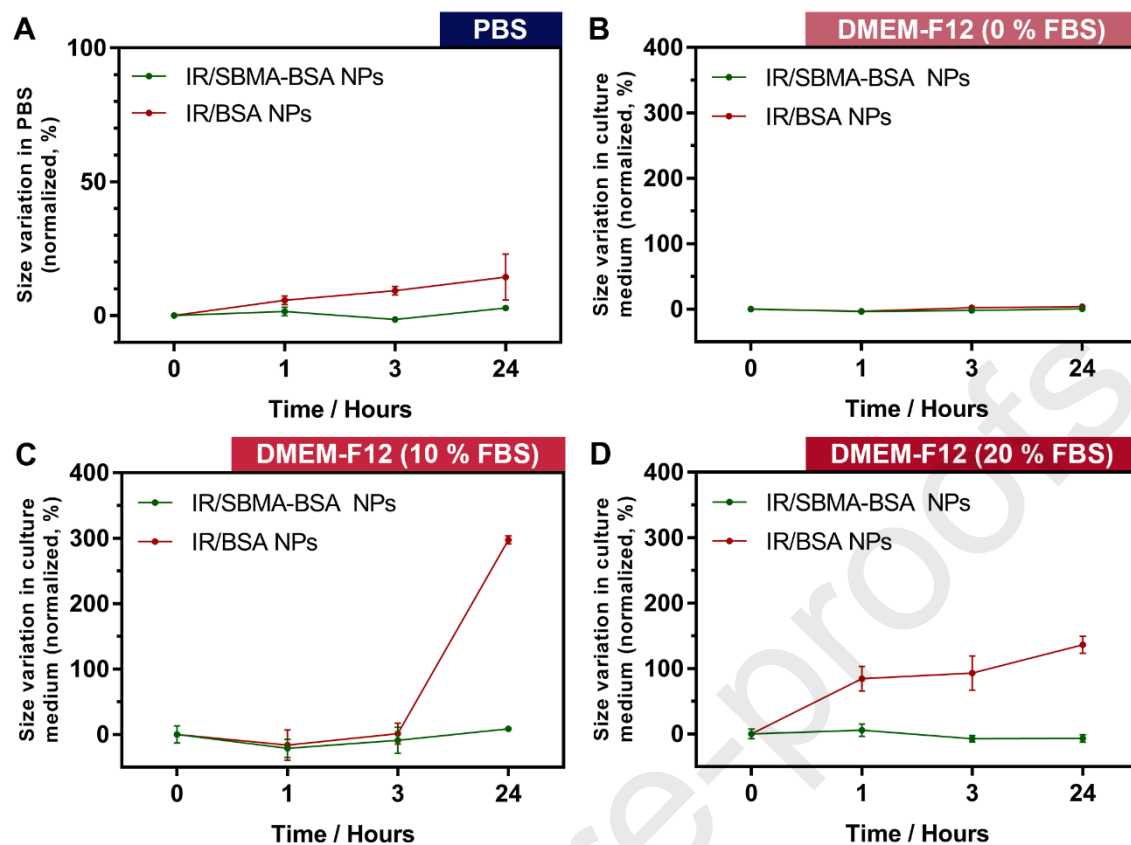 A
PBS
Size variation in PBS
(normalized, %)
100
50
0
IR/SBMA-BSA NPs
IR/BSA NPs
0 1 3 24
Time / Hours
B
DMEM-F12 (0 % FBS)
Size variation in culture
medium (normalized, %)
400
300
200
100
0
IR/SBMA-BSA NPs
IR/BSA NPs
0 1 3 24
Time / Hours
C
DMEM-F12 (10 % FBS)
Size variation in culture
medium (normalized, %)
400
300
200
100
0
IR/SBMA-BSA NPs
IR/BSA NPs
0 1 3 24
Time / Hours
D
DMEM-F12 (20 % FBS)
Size variation in culture
medium (normalized, %)
400
300
200
100
0
IR/SBMA-BSA NPs
IR/BSA NPs
0 1 3 24
Time / Hours
e-proofs